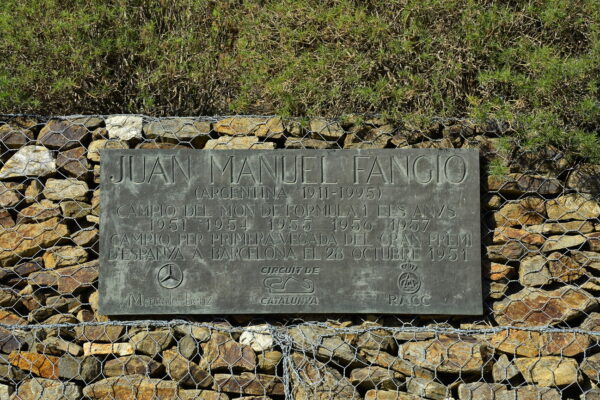 JUAN MANUEL FANGIO
(ARGENTINA 1911-1995)
CAMPIÓ DEL MÓN DE FÓRMULA 1 ELS ANYS
1951 1954 1955 1956 1957
CAMPIÓ PER PRIMERA VEGADA DEL GRAN PREMI
D'ESPANYA A BARCELONA EL 28 OCTUBRE 1951
CIRCUIT DE
CATALUNYA
Mercedes-Benz
RACC